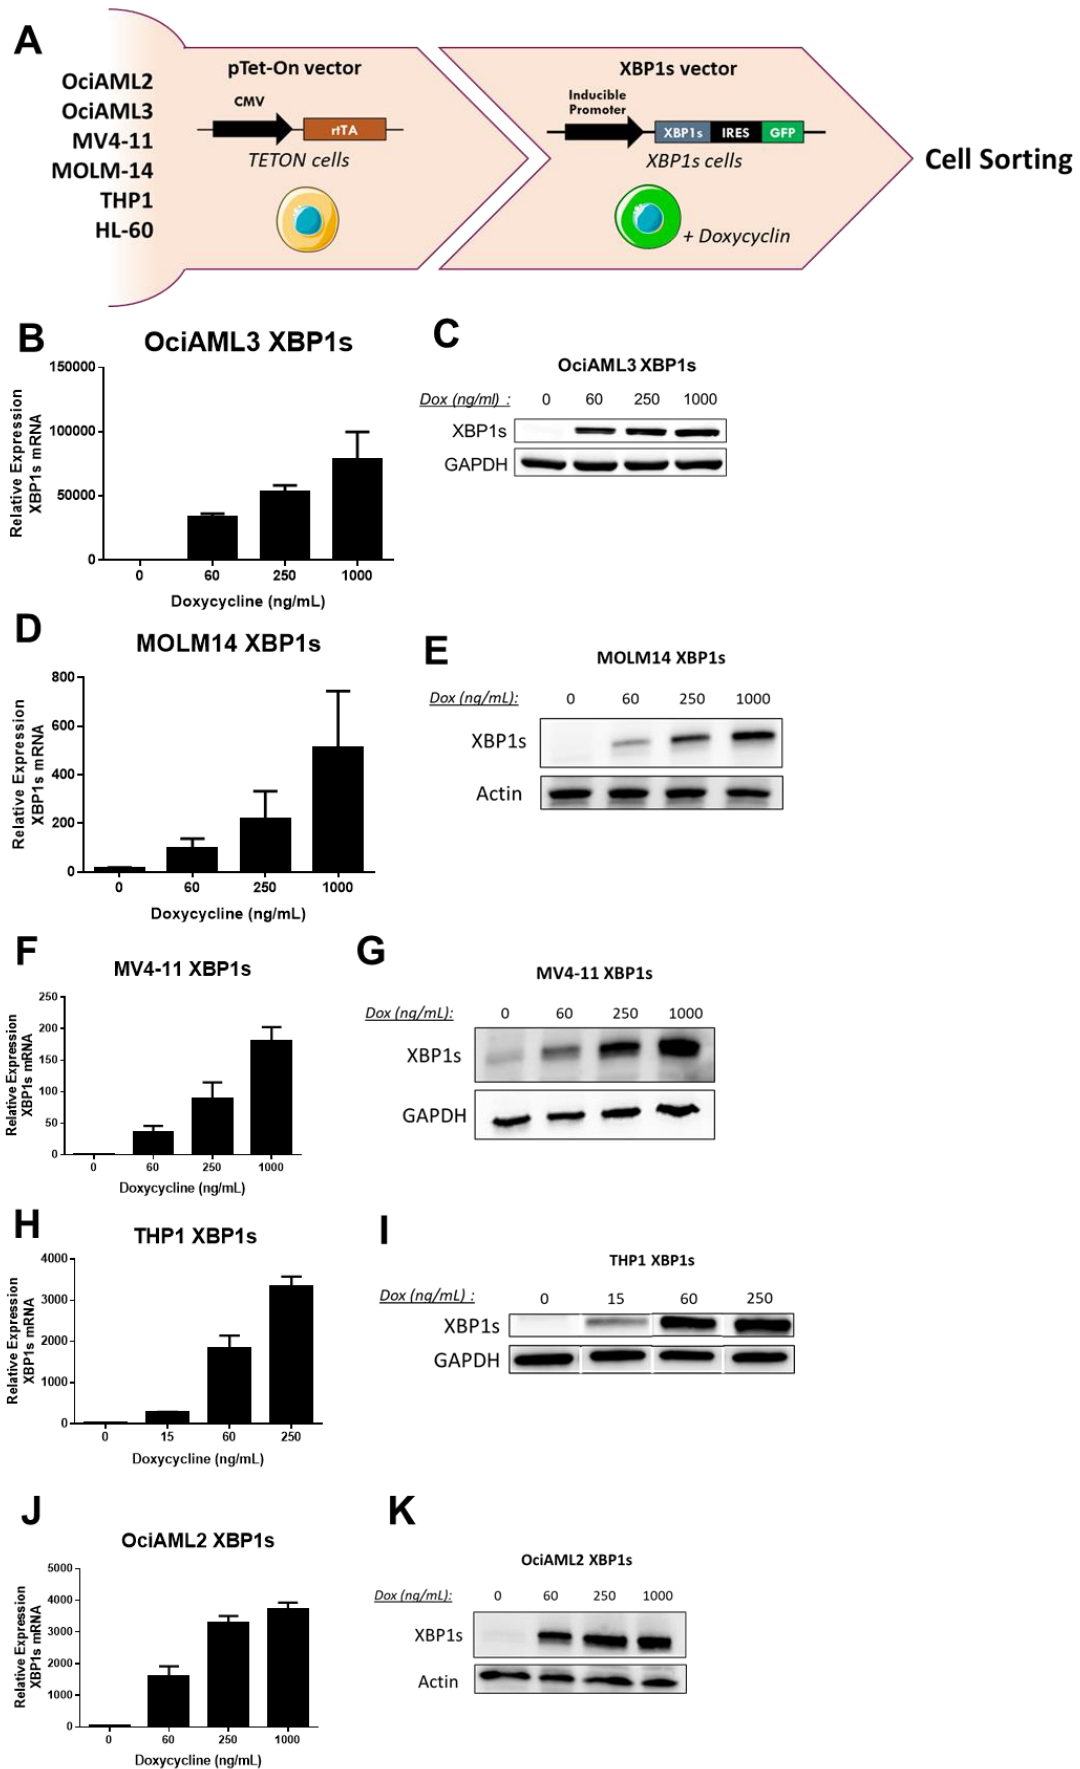 A
OciAML2
OciAML3
MV4-11
MOLM-14
THP1
HL-60
pTet-On vector
CMV
rtTA
TETON cells
XBP1s vector
Inducible
Promoter
XBP1s IRES GFP
XBP1s cells
+ Doxycyclin
Cell Sorting
B
OciAML3 XBP1s
Relative Expression
XBP1s mRNA
150000
100000
50000
0
0 60 250 1000
Doxycycline (ng/mL)
C
OciAML3 XBP1s
Dox (ng/ml) : 0 60 250 1000
XBP1s
GAPDH
D
MOLM14 XBP1s
Relative Expression
XBP1s mRNA
800
600
400
200
0
0 60 250 1000
Doxycycline (ng/mL)
E
MOLM14 XBP1s
Dox (ng/mL): 0 60 250 1000
XBP1s
Actin
F
MV4-11 XBP1s
Relative Expression
XBP1s mRNA
250
200
150
100
50
0
0 60 250 1000
Doxycycline (ng/mL)
G
MV4-11 XBP1s
Dox (ng/mL): 0 60 250 1000
XBP1s
GAPDH
H
THP1 XBP1s
Relative Expression
XBP1s mRNA
4000
3000
2000
1000
0
0 15 60 250
Doxycycline (ng/mL)
I
THP1 XBP1s
Dox (ng/mL) : 0 15 60 250
XBP1s
GAPDH
J
OciAML2 XBP1s
Relative Expression
XBP1s mRNA
5000
4000
3000
2000
1000
0
0 60 250 1000
Doxycycline (ng/mL)
K
OciAML2 XBP1s
Dox (ng/mL): 0 60 250 1000
XBP1s
Actin